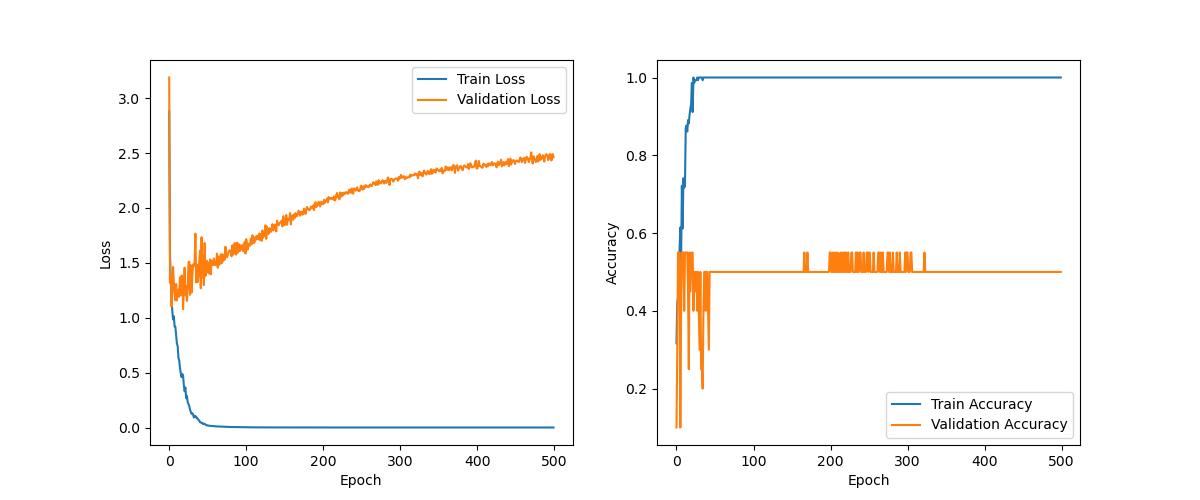 Train Loss
Validation Loss
3.0
2.5
2.0
1.5
1.0
0.5
0.0
Loss
0 100 200 300 400 500
Epoch
1.0
0.8
0.6
0.4
0.2
Accuracy
Train Accuracy
Validation Accuracy
0 100 200 300 400 500
Epoch